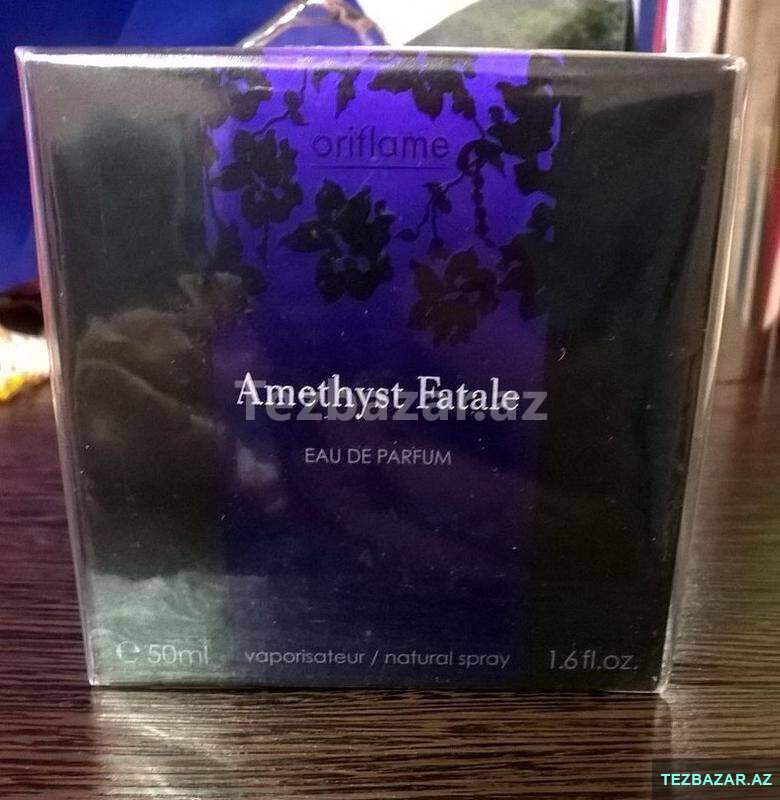 oriflame
Amethyst Fatale
Tezbazar.az
EAU DE PARFUM
e 50ml vaporisateur / natural spray 1.6 fl.oz.
TEZBAZAR.AZ